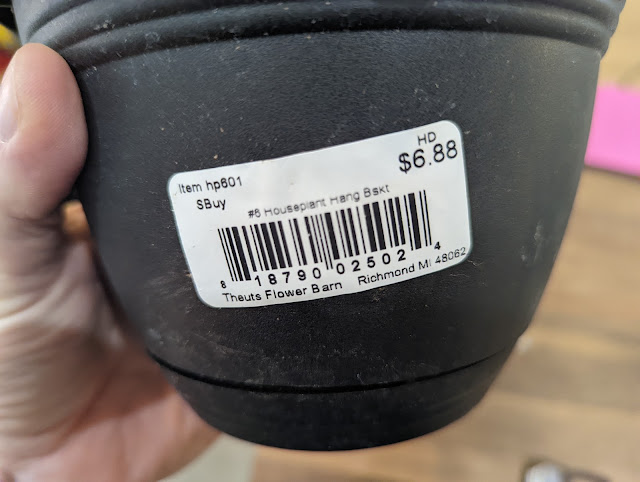 HD
Item hp601
$6.88
SBuy
#6 Houseplant Hang Bskt
8 18790 02502 4
Theuts Flower Barn Richmond MI 48062